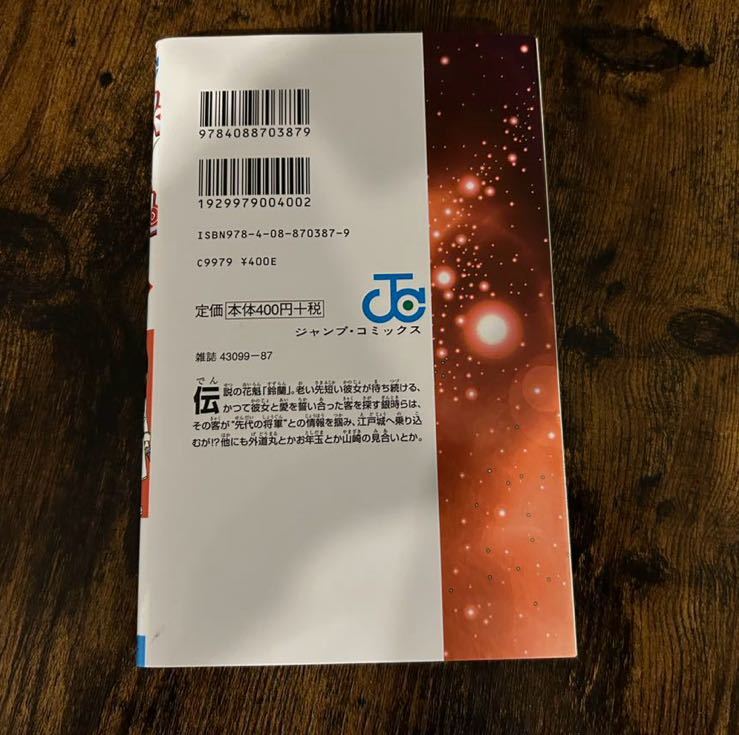 9784088703879
1929979004002
ISBN978-4-08-870387-9
C9979 ¥400E
JC
定価 本体400円+税
ジャンプ・コミックス
雑誌 43099-87
伝説の花魁「鈴蘭」。老い先短い彼女が待ち続ける、
かつて彼女と愛を誓い合った客を探す銀時らは、
その客が"先代の将軍"との情報を掴み、江戸城へ乗り込
むが!?他にも外道丸とかお年玉とか山崎の見合いとか。